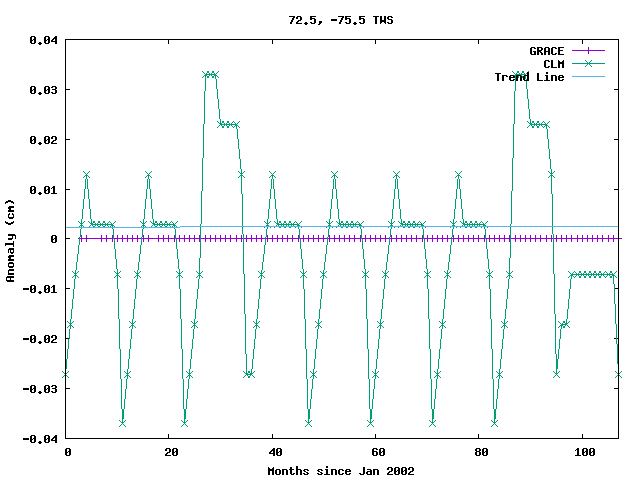 72.5, -75.5 TWS
GRACE
CLM
Trend Line
0.04
0.03
0.02
0.01
0
-0.01
-0.02
-0.03
-0.04
Anomaly (cm)
0 20 40 60 80 100
Months since Jan 2002